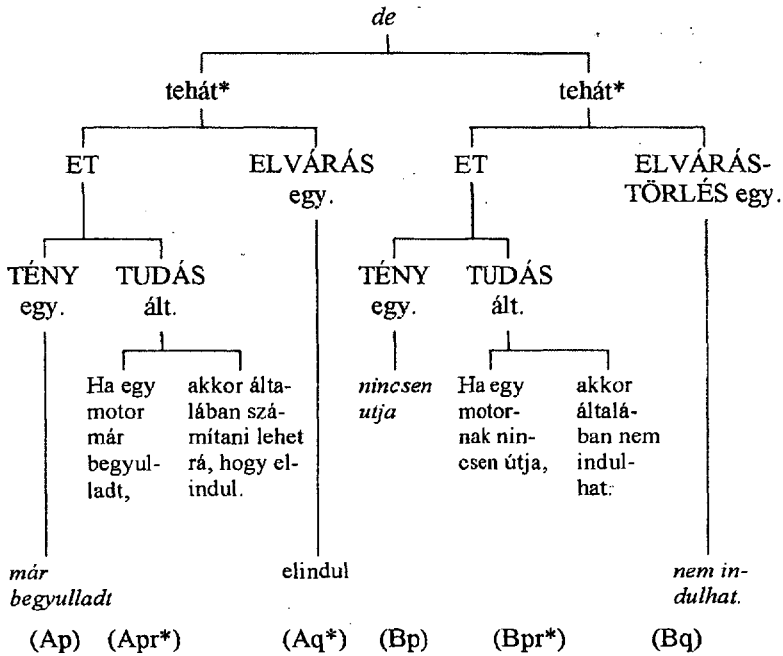 de
tehát* tehát*
ET ELVÁRÁS egy. ET ELVÁRÁS-TÖRLÉS egy.
TÉNY egy. TUDÁS ált. TÉNY egy. TUDÁS ált.
Ha egy
motor
már
begyul-
ladt,
akkor álta-
lában szá-
mítani lehet
rá, hogy el-
indul.
nincsen
utja
Ha egy
motor-
nak nin-
csen útja,
akkor
általá-
ban nem
indul-
hat.
már
begyulladt
elindul
nem in-
dulhat.
(Ap) (Apr*) (Aq*) (Bp) (Bpr*) (Bq)